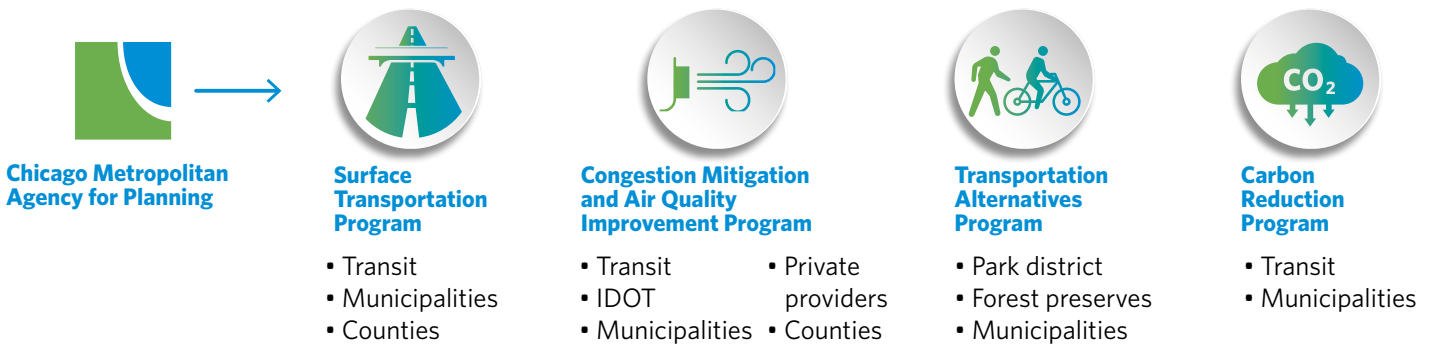 CO₂
Chicago Metropolitan
Agency for Planning
Surface
Transportation
Program
• Transit
• Municipalities
• Counties
Congestion Mitigation
and Air Quality
Improvement Program
• Transit
• IDOT
• Municipalities
• Private
providers
• Counties
Transportation
Alternatives
Program
• Park district
• Forest preserves
• Municipalities
Carbon
Reduction
Program
• Transit
• Municipalities